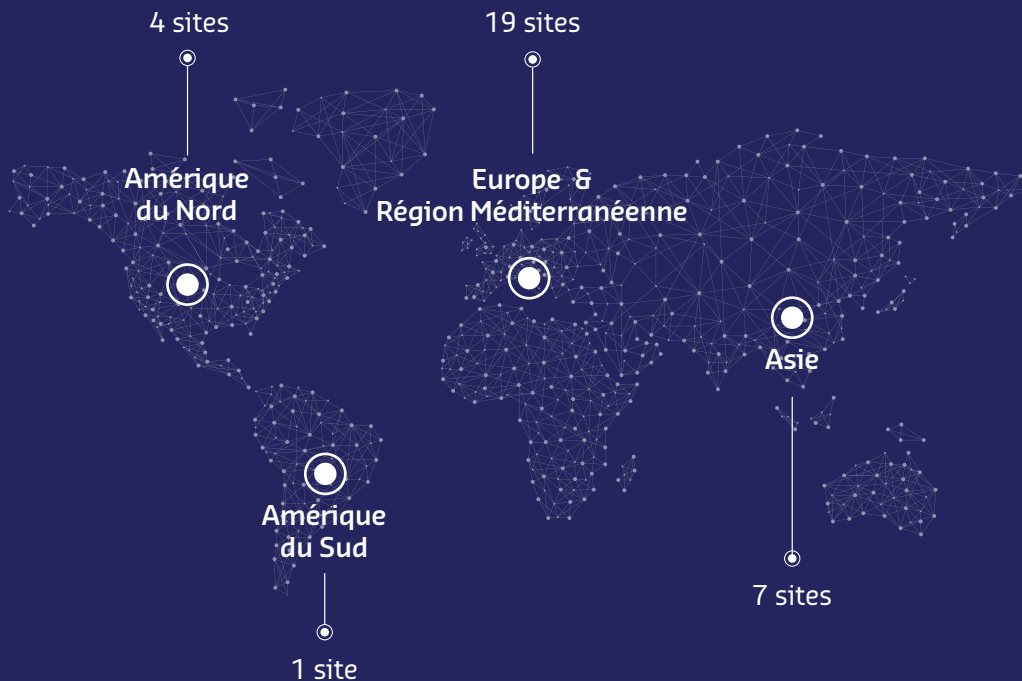 4 sites
19 sites
Amérique
du Nord
Europe & 
Région Méditerranéenne
Asie
Amérique
du Sud
7 sites
1 site